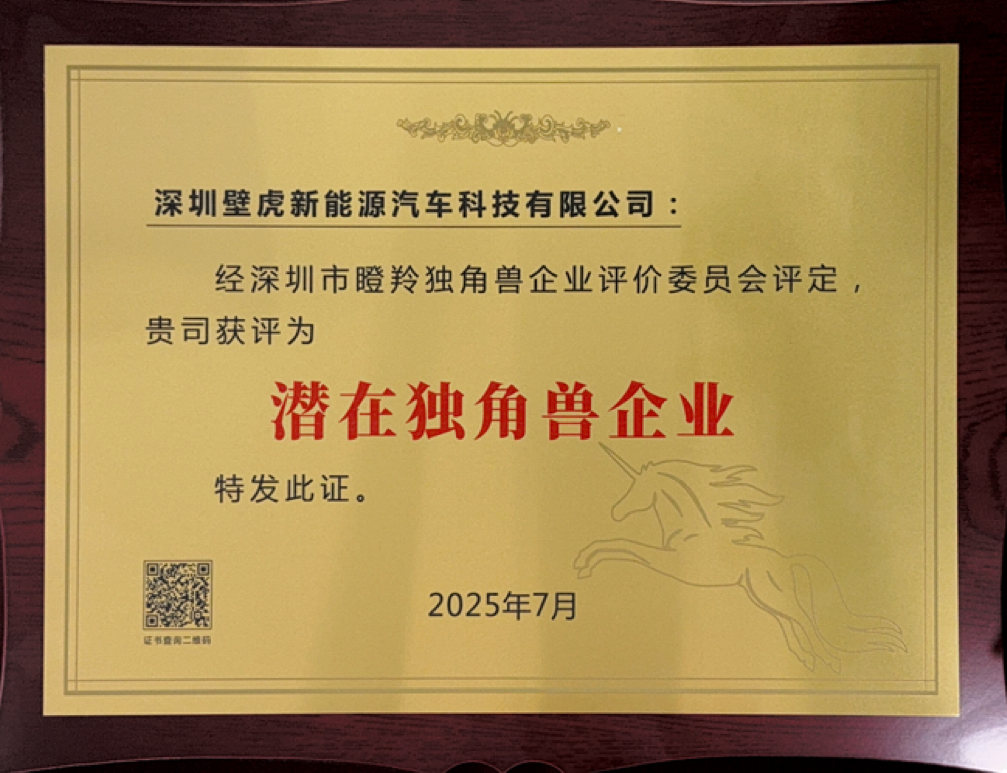 深圳壁虎新能源汽车科技有限公司：
经深圳市瞪羚独角兽企业评价委员会评定，
贵司获评为
潜在独角兽企业
特发此证。
2025年7月
证书查询二维码